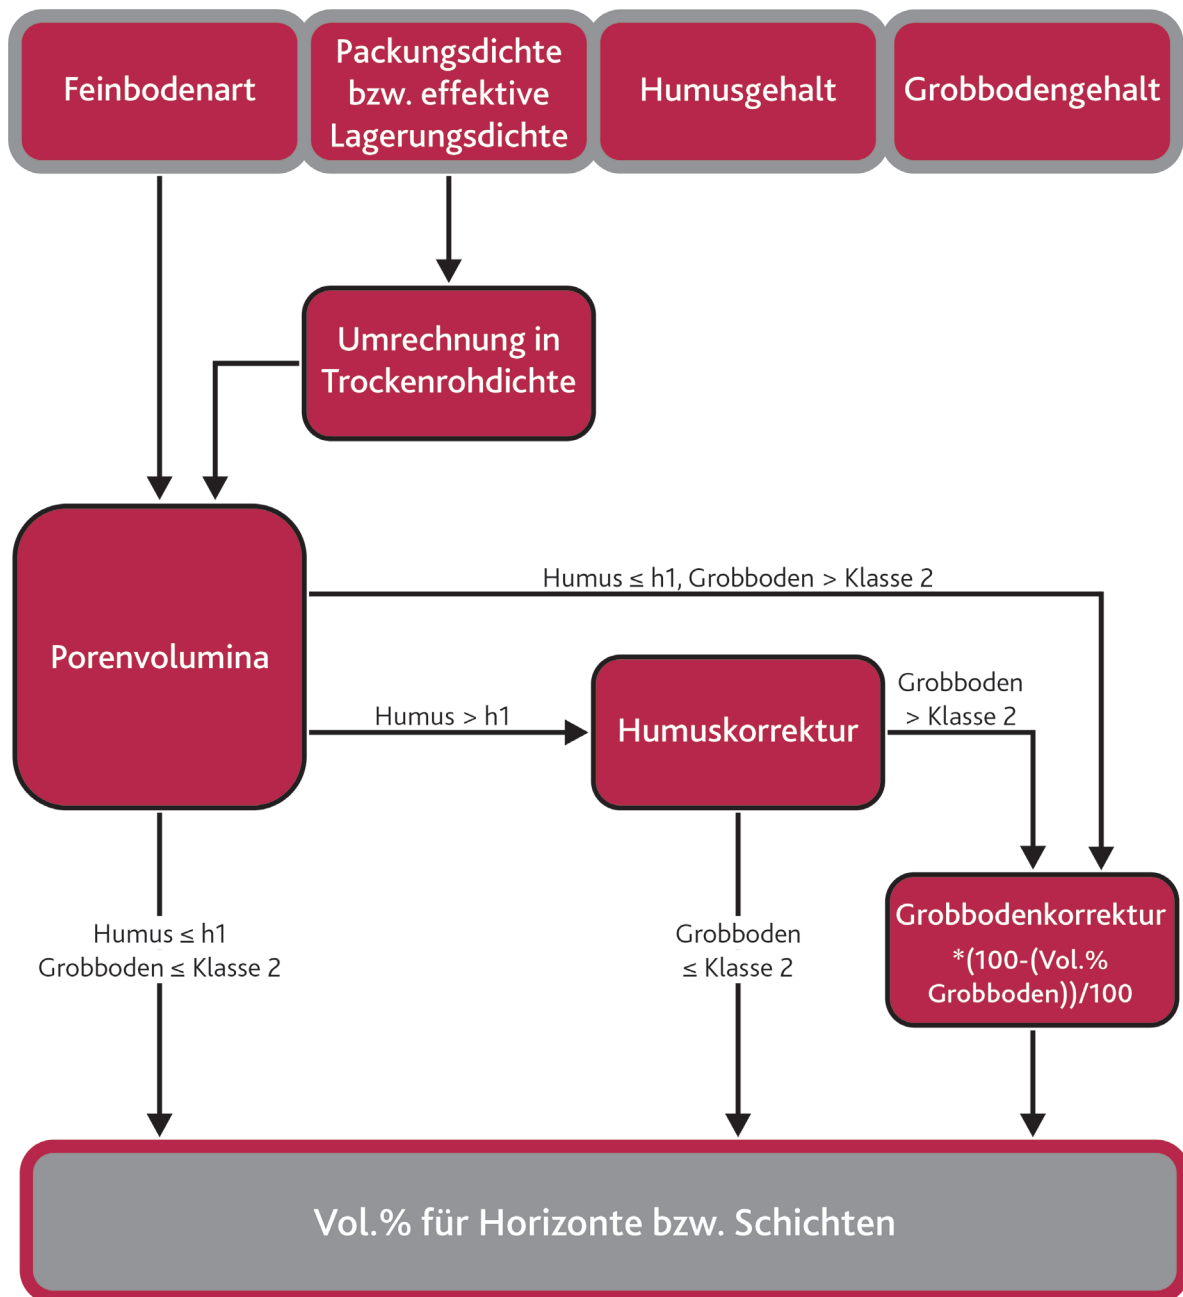 Feinbodenart
Packungsdichte
bzw. effektive
Lagerungsdichte
Humusgehalt
Grobbodengehalt
Umrechnung in
Trockenrohdichte
Porenvolumina
Humus ≤ h1, Grobboden > Klasse 2
Humus > h1
Humuskorrektur
Grobboden
> Klasse 2
Humus ≤ h1
Grobboden ≤ Klasse 2
Grobboden
≤ Klasse 2
Grobbodenkorrektur
*(100-(Vol.%
Grobboden))/100
Vol.% für Horizonte bzw. Schichten